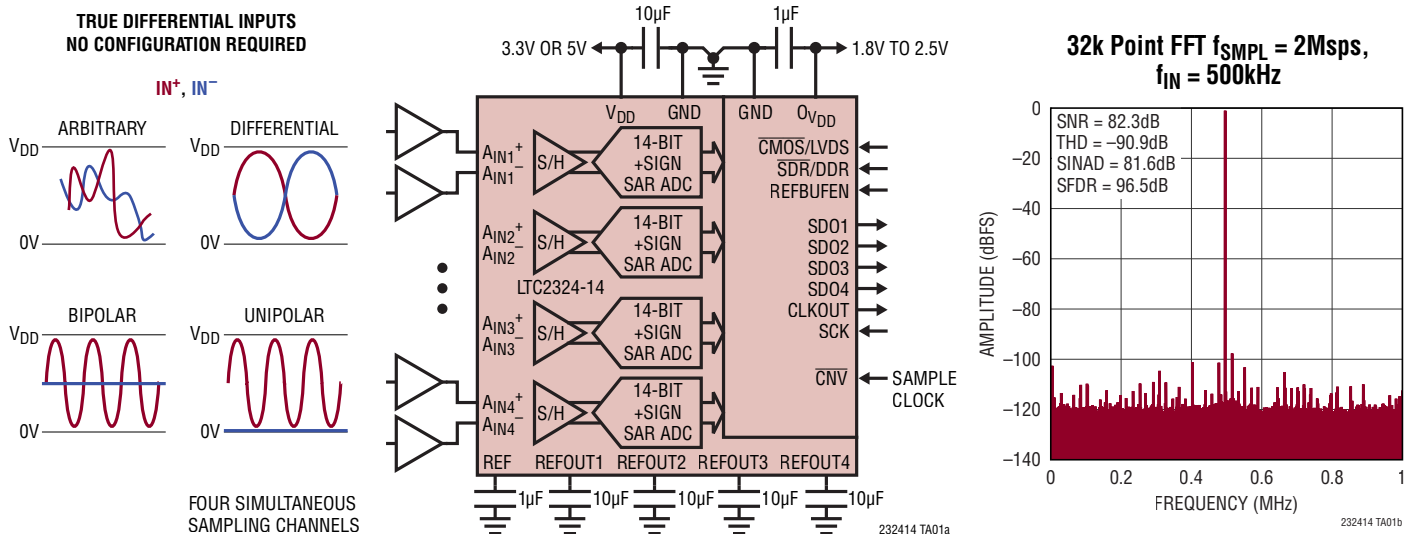 TRUE DIFFERENTIAL INPUTS
NO CONFIGURATION REQUIRED
IN+, IN−
ARBITRARY
VDD
0V
DIFFERENTIAL
VDD
0V
BIPOLAR
VDD
0V
UNIPOLAR
VDD
0V
FOUR SIMULTANEOUS
SAMPLING CHANNELS
10µF
1µF
3.3V OR 5V
1.8V TO 2.5V
VDD
GND
GND
OVDD
AIN1+
AIN1−
S/H
14-BIT
+SIGN
SAR ADC
AIN2+
AIN2−
S/H
14-BIT
+SIGN
SAR ADC
LTC2324-14
AIN3+
AIN3−
S/H
14-BIT
+SIGN
SAR ADC
AIN4+
AIN4−
S/H
14-BIT
+SIGN
SAR ADC
CMOS/LVDS
SDR/DDR
REFBUFEN
SDO1
SDO2
SDO3
SDO4
CLKOUT
SCK
CNV
SAMPLE
CLOCK
REF
REFOUT1
REFOUT2
REFOUT3
REFOUT4
1µF
10µF
10µF
10µF
10µF
232414 TA01a
32k Point FFT fSMPL = 2Msps,
fIN = 500kHz
SNR = 82.3dB
THD = −90.9dB
SINAD = 81.6dB
SFDR = 96.5dB
AMPLITUDE (dBFS)
0
−20
−40
−60
−80
−100
−120
−140
0
0.2
0.4
0.6
0.8
1
FREQUENCY (MHz)
232414 TA01b